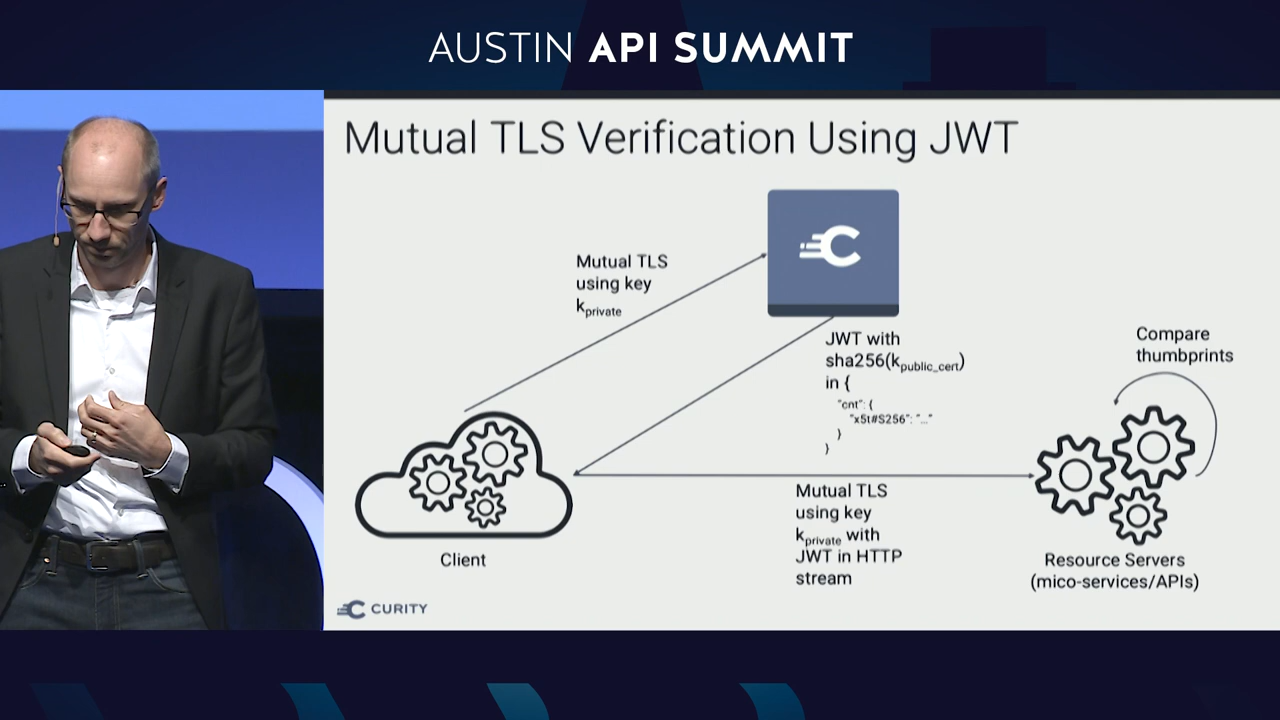 AUSTIN API SUMMIT
Mutual TLS Verification Using JWT
Mutual TLS
using key
kprivate
JWT with
sha256(kpublic_cert)
in {
"cnt": {
"x5t#S256": "..."
}
}
Compare
thumbprints
Mutual TLS
using key
kprivate with
JWT in HTTP
stream
Client
Resource Servers
(mico-services/APIs)
CURITY